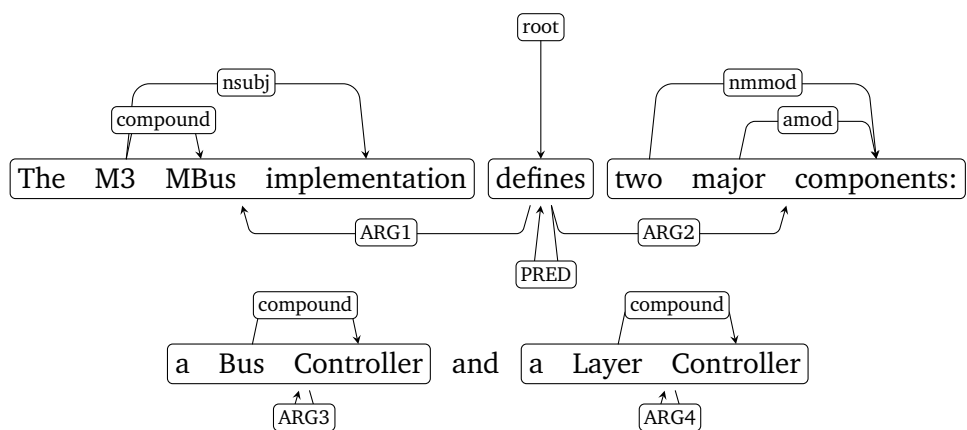 root
nsubj nmmod
compound amod
The M3 MBus implementation defines two major components:
ARG1 ARG2
PRED
compound compound
a Bus Controller and a Layer Controller
ARG3 ARG4